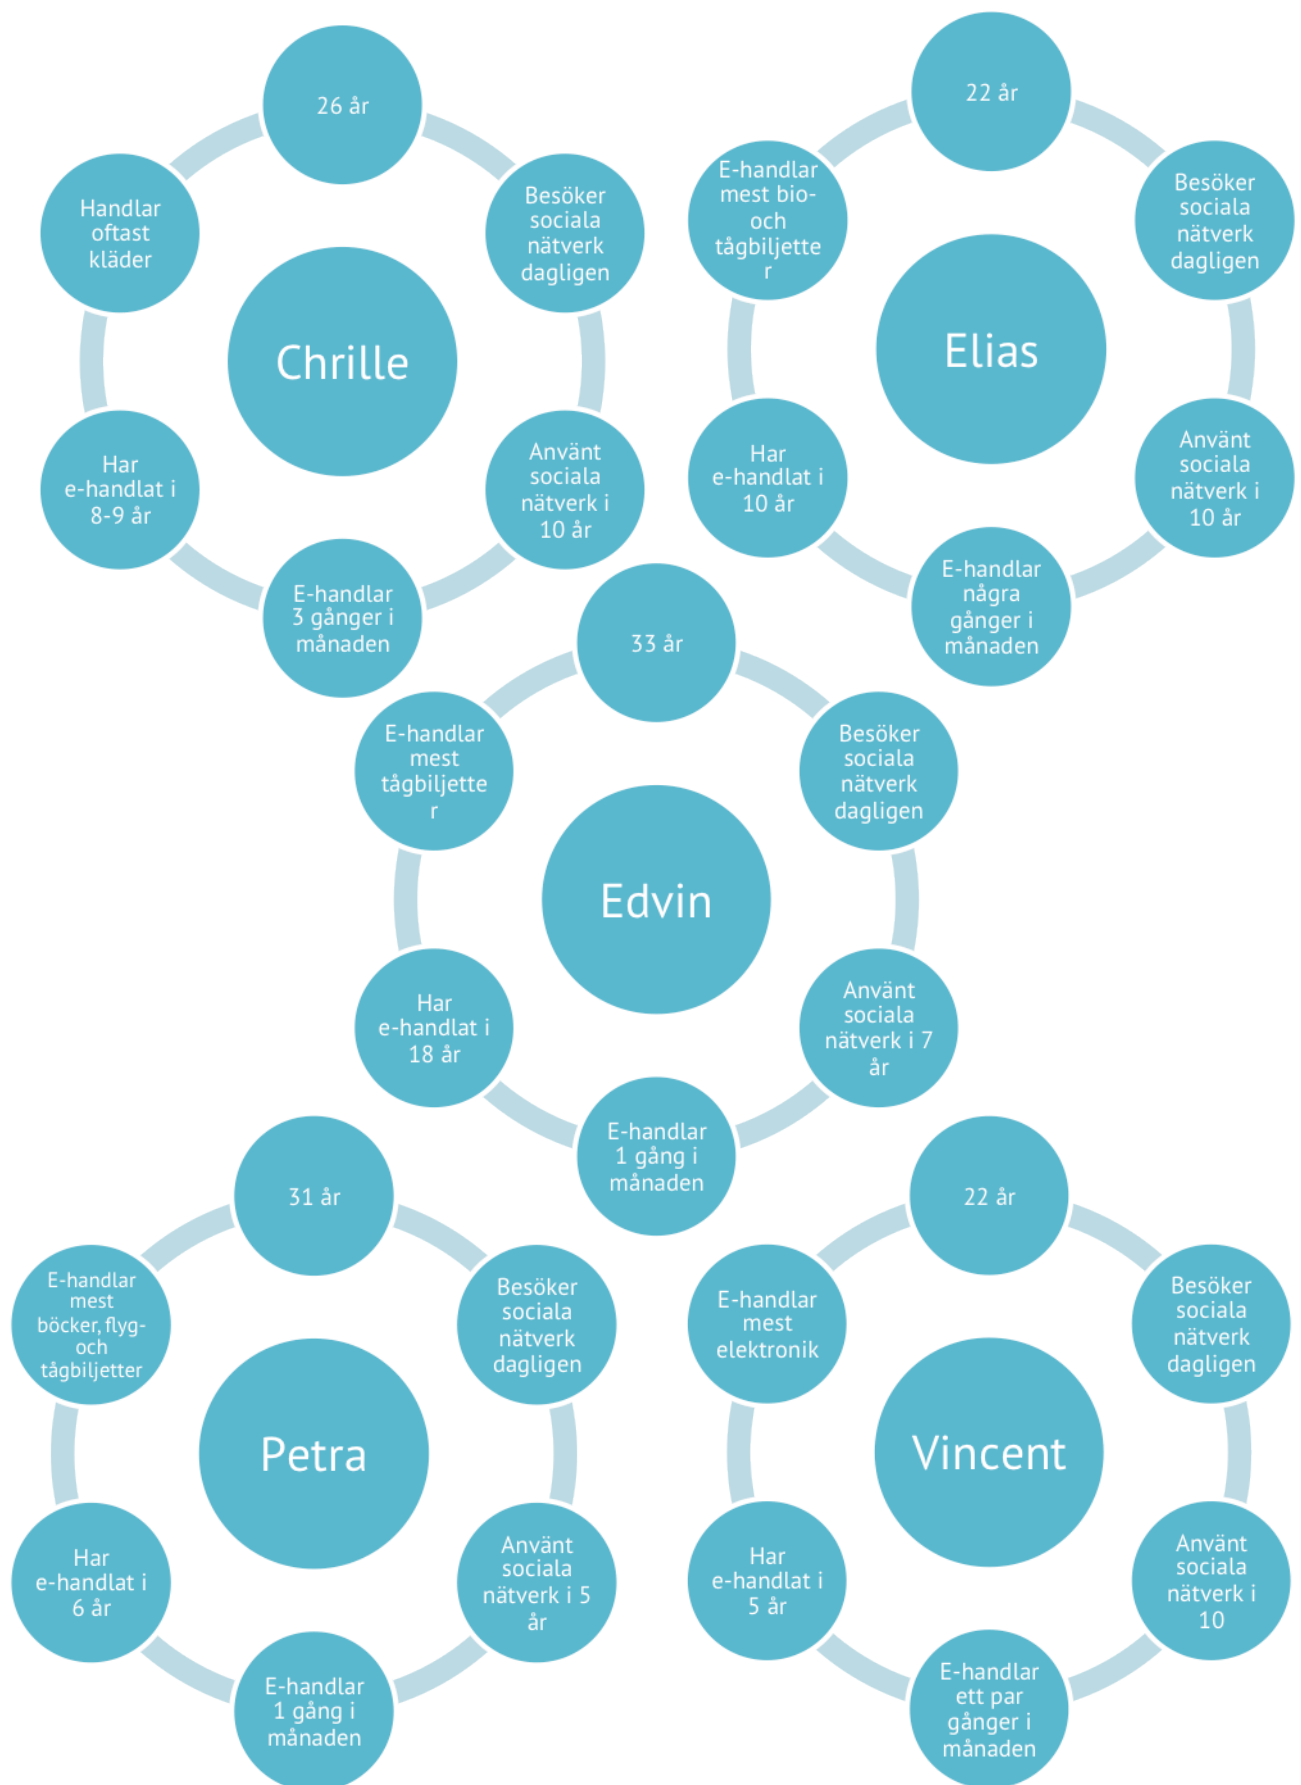 Chrille
26 år
Besöker
sociala
nätverk
dagligen
Använt
sociala
nätverk i
10 år
E-handlar
3 gånger i
månaden
Har
e-handlat i
8-9 år
Handlar
oftast
kläder
Elias
22 år
Besöker
sociala
nätverk
dagligen
Använt
sociala
nätverk i
10 år
E-handlar
några
gånger i
månaden
Har
e-handlat i
10 år
E-handlar
mest bio-
och
tågbiljette
r
Edvin
33 år
Besöker
sociala
nätverk
dagligen
Använt
sociala
nätverk i 7
år
E-handlar
1 gång i
månaden
Har
e-handlat i
18 år
E-handlar
mest
tågbiljette
r
Petra
31 år
Besöker
sociala
nätverk
dagligen
Använt
sociala
nätverk i 5
år
E-handlar
1 gång i
månaden
Har
e-handlat i
6 år
E-handlar
mest
böcker, flyg-
och
tågbiljetter
Vincent
22 år
Besöker
sociala
nätverk
dagligen
Använt
sociala
nätverk i
10
E-handlar
ett par
gånger i
månaden
Har
e-handlat i
5 år
E-handlar
mest
elektronik